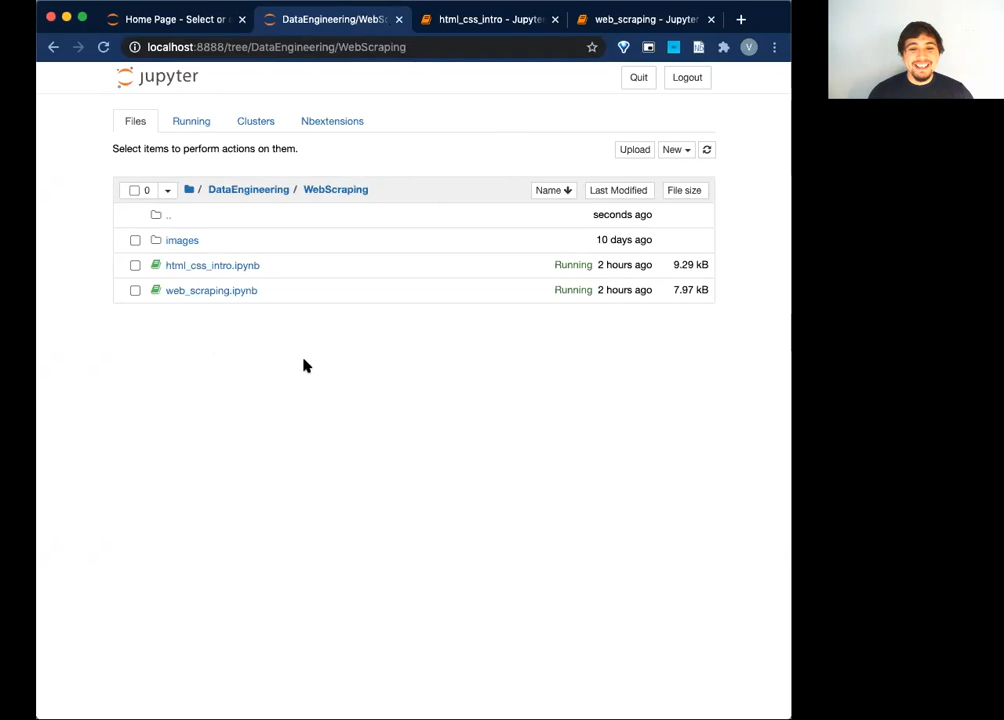 Home Page - Select or
DataEngineering/WebSc
html_css_intro - Jupyte
web_scraping - Jupyter
localhost:8888/tree/DataEngineering/WebScraping
V
jupyter
Quit
Logout
Files
Running
Clusters
Nbextensions
Select items to perform actions on them.
Upload
New
0
/ DataEngineering / WebScraping
Name
Last Modified
File size
..
seconds ago
images
10 days ago
html_css_intro.ipynb
Running 2 hours ago 9.29 kB
web_scraping.ipynb
Running 2 hours ago 7.97 kB